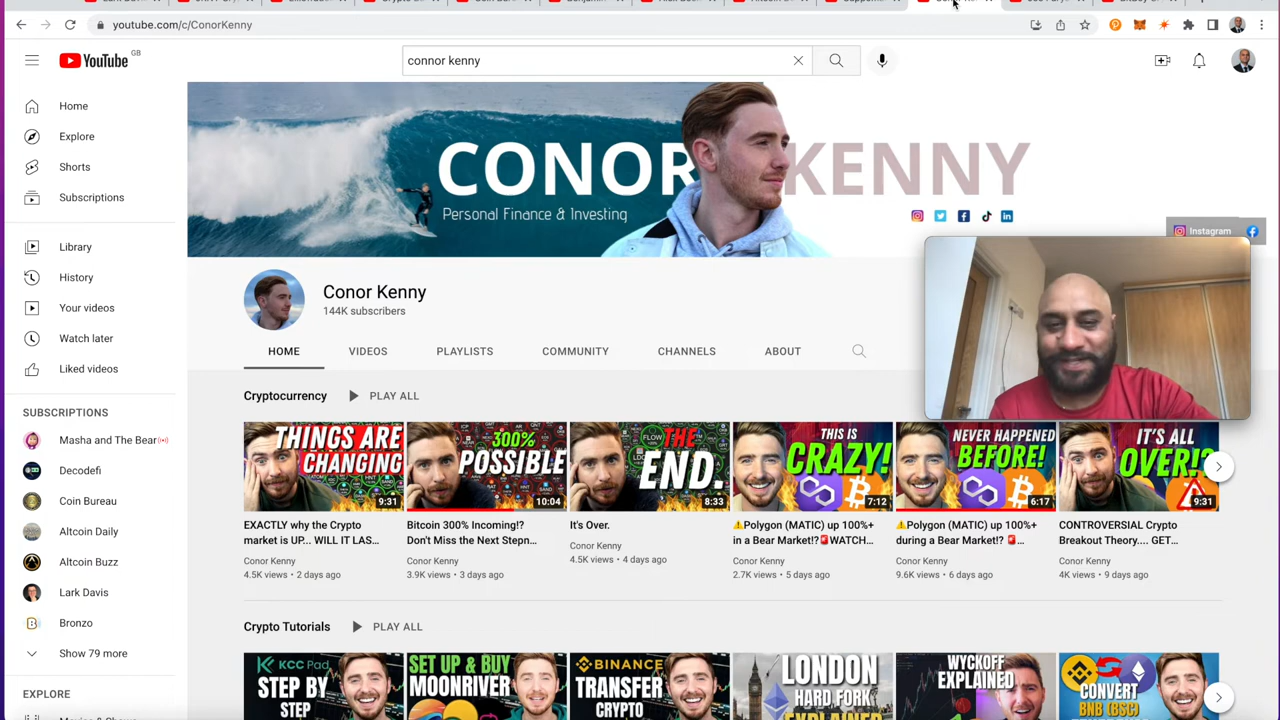 youtube.com/c/ConorKenny
YouTube GB
connor kenny
Home
Explore
Shorts
Subscriptions
Library
History
Your videos
Watch later
Liked videos
SUBSCRIPTIONS
Masha and The Bear
Decodefi
Coin Bureau
Altcoin Daily
Altcoin Buzz
Lark Davis
Bronzo
Show 79 more
EXPLORE
CONOR KENNY
Personal Finance & Investing
Instagram
Conor Kenny
144K subscribers
HOME
VIDEOS
PLAYLISTS
COMMUNITY
CHANNELS
ABOUT
Cryptocurrency
PLAY ALL
THINGS ARE
CHANGING
9:31
EXACTLY why the Crypto
market is UP... WILL IT LAS...
Conor Kenny
4.5K views • 2 days ago
300%
POSSIBLE
10:04
Bitcoin 300% Incoming!?
Don't Miss the Next Stepn...
Conor Kenny
3.9K views • 3 days ago
FLOW
THE
END.
8:33
It's Over.
Conor Kenny
4.5K views • 4 days ago
THIS IS
CRAZY!
7:12
⚠️Polygon (MATIC) up 100%+
in a Bear Market!?🚨WATCH...
Conor Kenny
2.7K views • 5 days ago
NEVER HAPPENED
BEFORE!
6:17
⚠️Polygon (MATIC) up 100%+
during a Bear Market!? 🚨...
Conor Kenny
9.6K views • 6 days ago
IT'S ALL
OVER!?
9:31
CONTROVERSIAL Crypto
Breakout Theory.... GET...
Conor Kenny
4K views • 9 days ago
Crypto Tutorials
PLAY ALL
KCC Pad
STEP BY
STEP
SET UP & BUY
MOONRIVER
BINANCE
TRANSFER
CRYPTO
LONDON
HARD FORK
EXPLAINED
WYCKOFF
EXPLAINED
CONVERT
BNB (BSC)